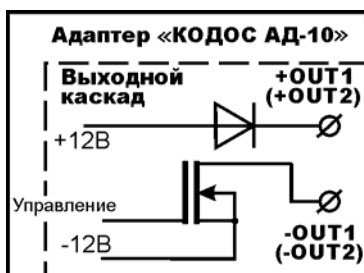 Адаптер «КОДОС АД-10»
Выходной
каскад
+OUT1
(+OUT2)
+12В
Управление
-12В
-OUT1
(-OUT2)